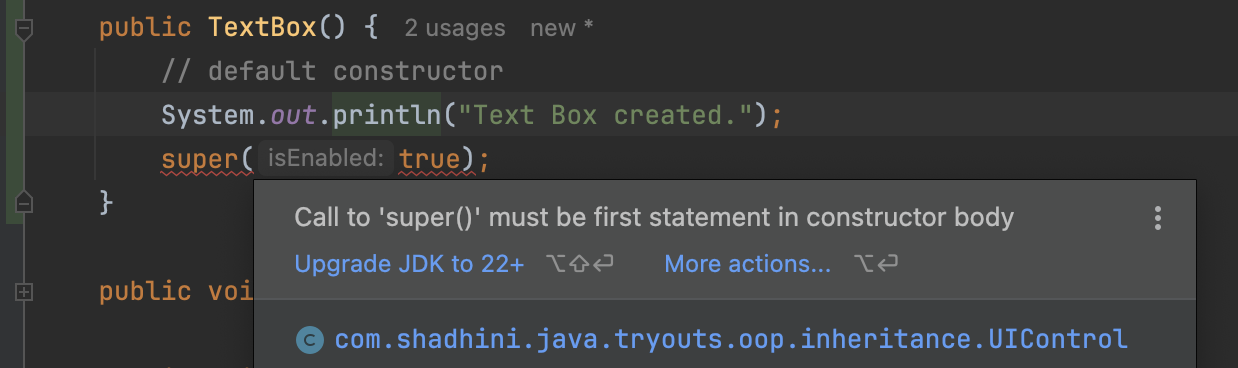 public TextBox() { 2 usages new *
// default constructor
System.out.println("Text Box created.");
super( isEnabled: true);
}
Call to 'super()' must be first statement in constructor body
Upgrade JDK to 22+ ⌥⇧⏎ More actions... ⌥⏎
public voi
C com.shadhini.java.tryouts.oop.inheritance.UIControl